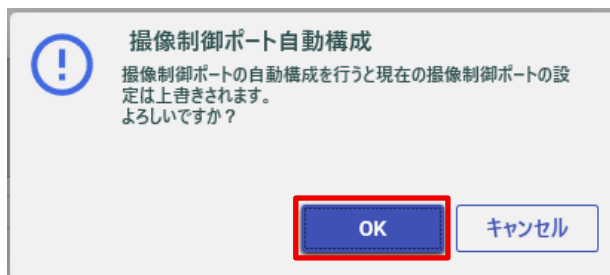 撮像制御ポート自動構成
撮像制御ポートの自動構成を行うと現在の撮像制御ポートの設
定は上書きされます。
よろしいですか？
OK
キャンセル